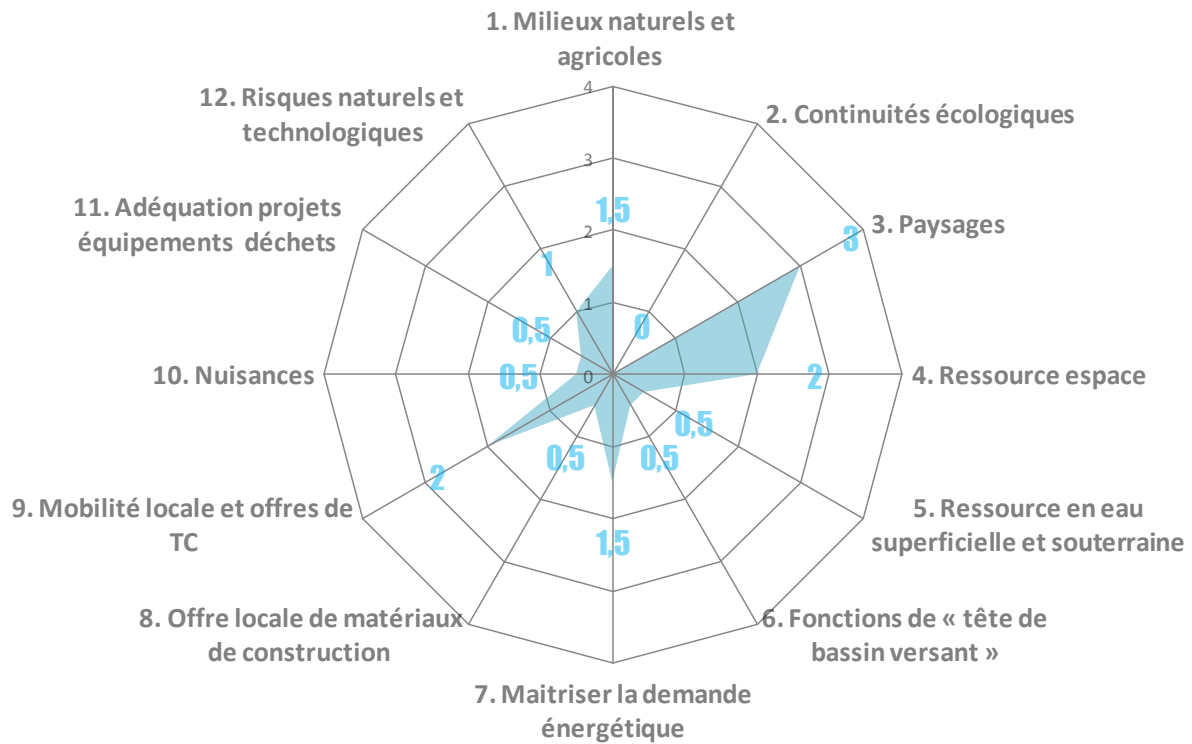 1. Milieux naturels et
agricoles
4
12. Risques naturels et
technologiques
2. Continuités écologiques
3
11. Adéquation projets
équipements déchets
1,5
3. Paysages
3
2
1
1
0
0,5
10. Nuisances
0,5
0
2
4. Ressource espace
0,5
0,5
0,5
2
9. Mobilité locale et offres de
TC
5. Ressource en eau
superficielle et souterraine
1,5
8. Offre locale de matériaux
de construction
6. Fonctions de « tête de
bassin versant »
7. Maitriser la demande
énergétique